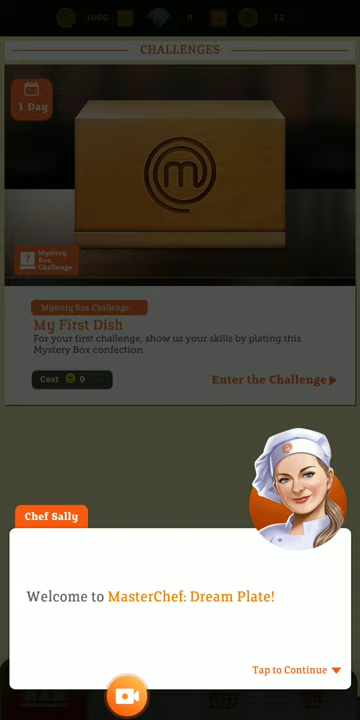 1000
0
12
CHALLENGES
1 Day
Mystery
Box
Challenge
Mystery Box Challenge
My First Dish
For your first challenge, show us your skills by plating this
Mystery Box confection.
Cost 0
Enter the Challenge
Chef Sally
Welcome to MasterChef: Dream Plate!
Tap to Continue